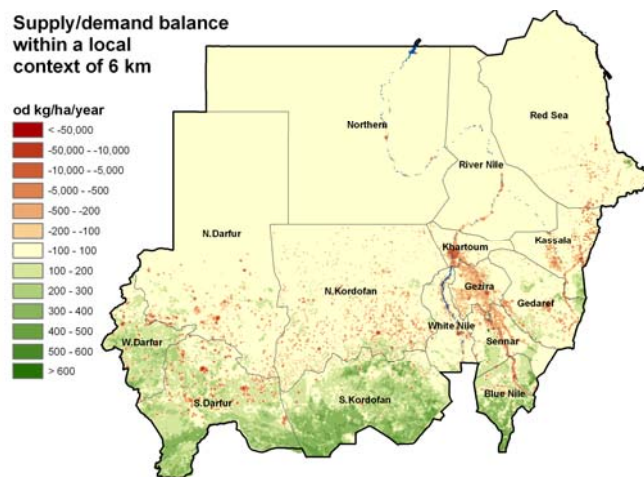 Supply/demand balance
within a local
context of 6 km
od kg/ha/year
< -50,000
-50,000 - -10,000
-10,000 - -5,000
-5,000 - -500
-500 - -200
-200 - -100
-100 - 100
100 - 200
200 - 300
300 - 400
400 - 500
500 - 600
> 600
Northern
Red Sea
River Nile
N.Darfur
Khartoum
Kassala
N.Kordofan
Gezira
Gedaref
White Nile
W.Darfur
Sennar
S.Darfur
S.Kordofan
Blue Nile